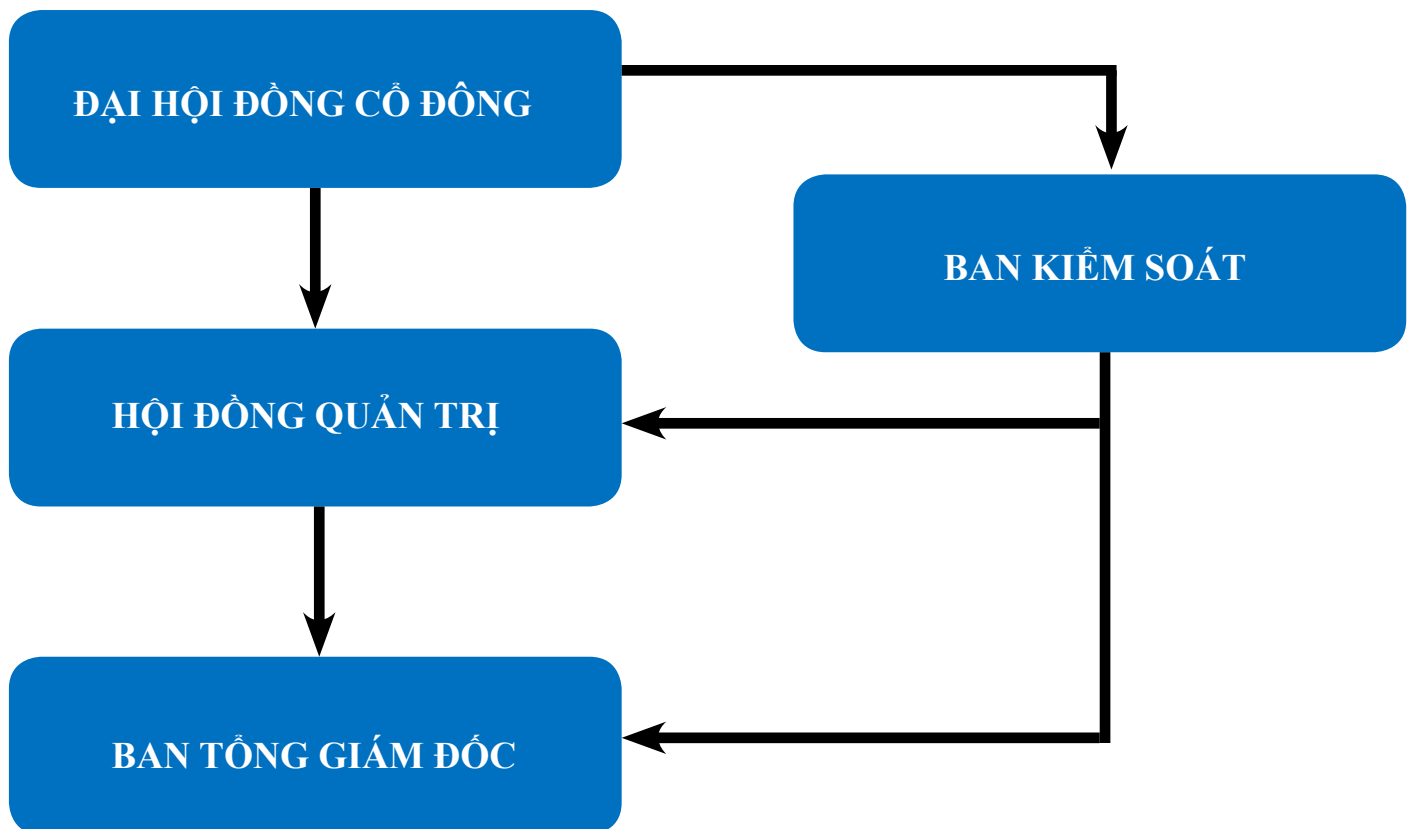 ĐẠI HỘI ĐỒNG CỔ ĐÔNG
BAN KIỂM SOÁT
HỘI ĐỒNG QUẢN TRỊ
BAN TỔNG GIÁM ĐỐC